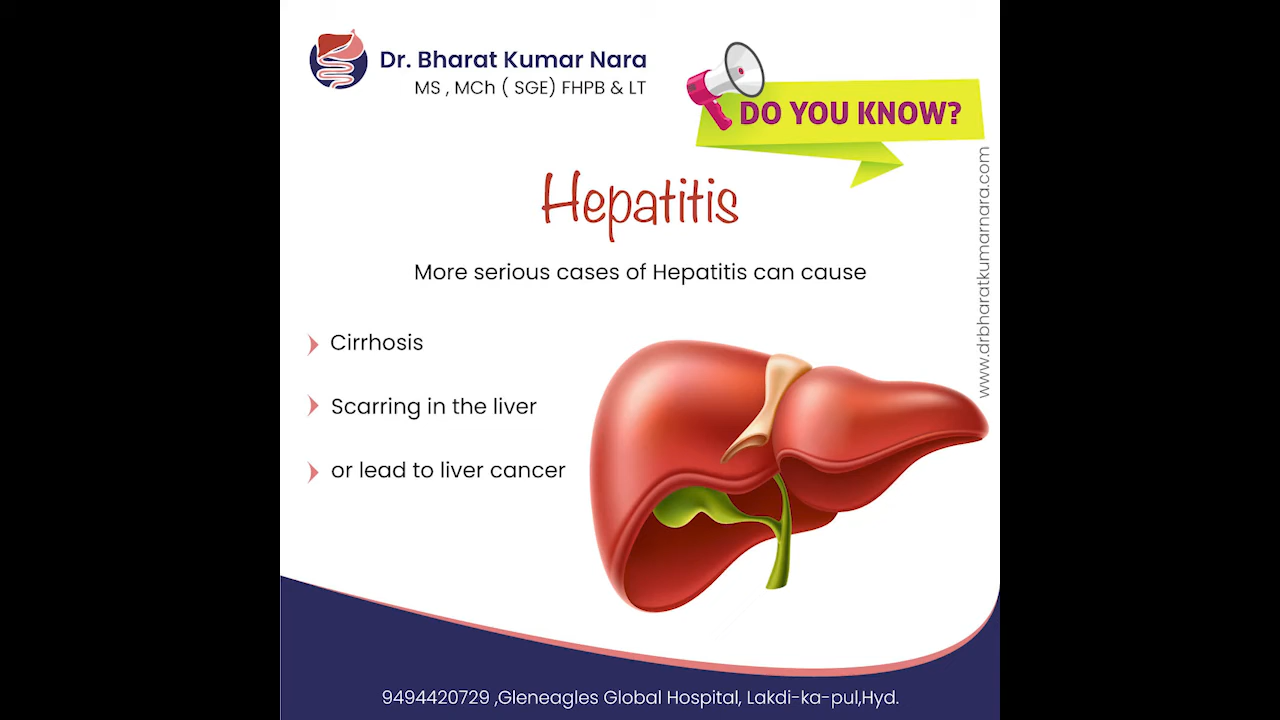 Dr. Bharat Kumar Nara
MS , MCh ( SGE) FHPB & LT
DO YOU KNOW?
www.drbharatkumarnara.com
Hepatitis
More serious cases of Hepatitis can cause
Cirrhosis
Scarring in the liver
or lead to liver cancer
9494420729 ,Gleneagles Global Hospital, Lakdi-ka-pul,Hyd.